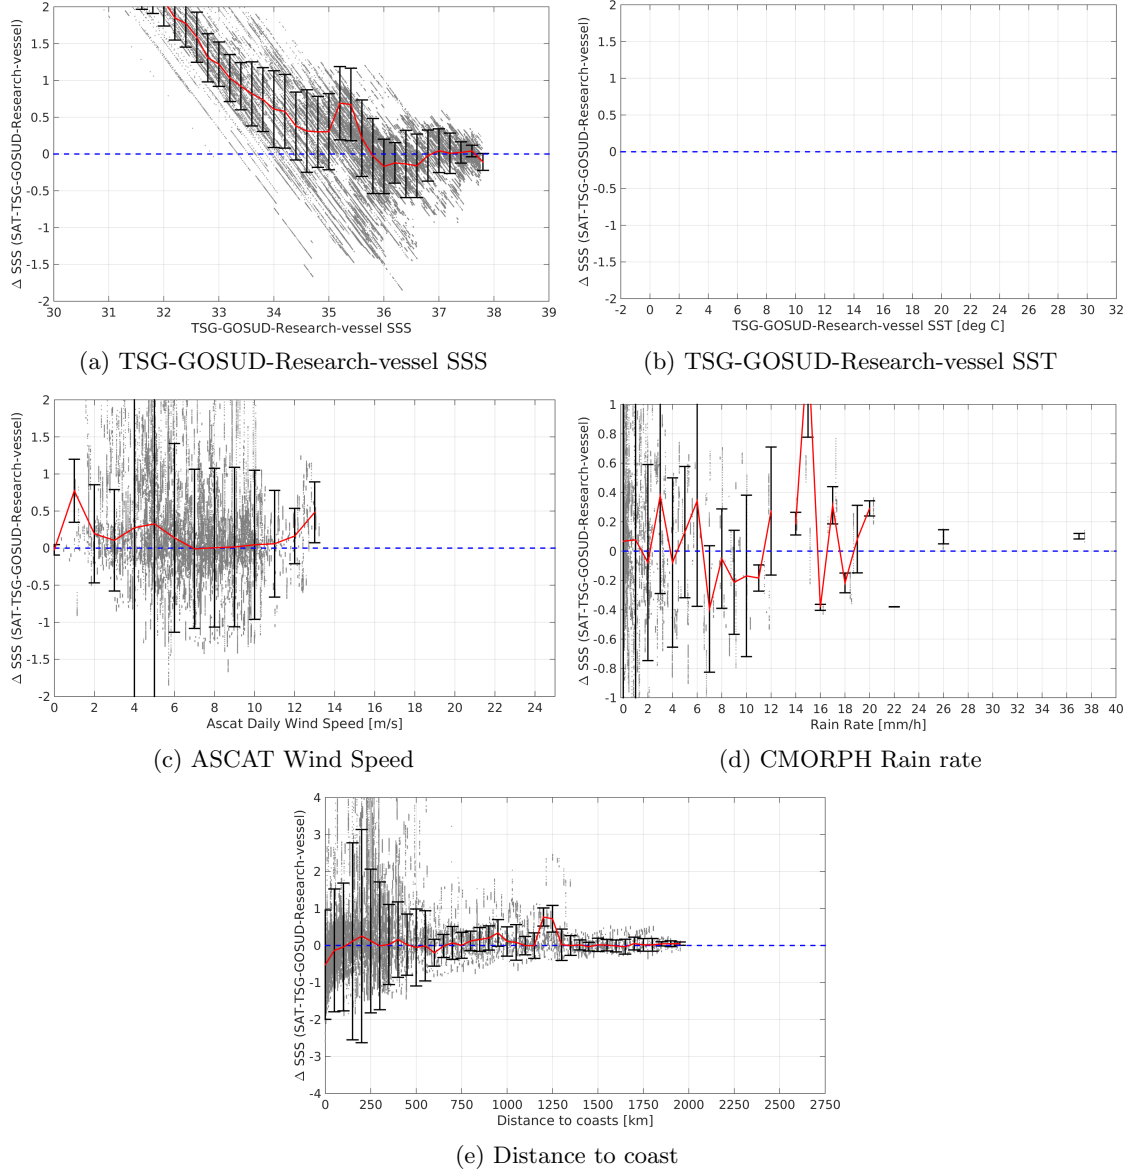 2
1.5
1
0.5
0
-0.5
-1
-1.5
-2
Δ SSS (SAT-TSG-GOSUD-Research-vessel)
30 31 32 33 34 35 36 37 38 39
TSG-GOSUD-Research-vessel SSS
(a) TSG-GOSUD-Research-vessel SSS
2
1.5
1
0.5
0
-0.5
-1
-1.5
-2
Δ SSS (SAT-TSG-GOSUD-Research-vessel)
-2 0 2 4 6 8 10 12 14 16 18 20 22 24 26 28 30 32
TSG-GOSUD-Research-vessel SST [deg C]
(b) TSG-GOSUD-Research-vessel SST
2
1.5
1
0.5
0
-0.5
-1
-1.5
-2
Δ SSS (SAT-TSG-GOSUD-Research-vessel)
0 2 4 6 8 10 12 14 16 18 20 22 24
Ascat Daily Wind Speed [m/s]
(c) ASCAT Wind Speed
1
0.8
0.6
0.4
0.2
0
-0.2
-0.4
-0.6
-0.8
-1
Δ SSS (SAT-TSG-GOSUD-Research-vessel)
0 2 4 6 8 10 12 14 16 18 20 22 24 26 28 30 32 34 36 38 40
Rain Rate [mm/h]
(d) CMORPH Rain rate
4
3
2
1
0
-1
-2
-3
-4
Δ SSS (SAT-TSG-GOSUD-Research-vessel)
0 250 500 750 1000 1250 1500 1750 2000 2250 2500 2750
Distance to coasts [km]
(e) Distance to coast